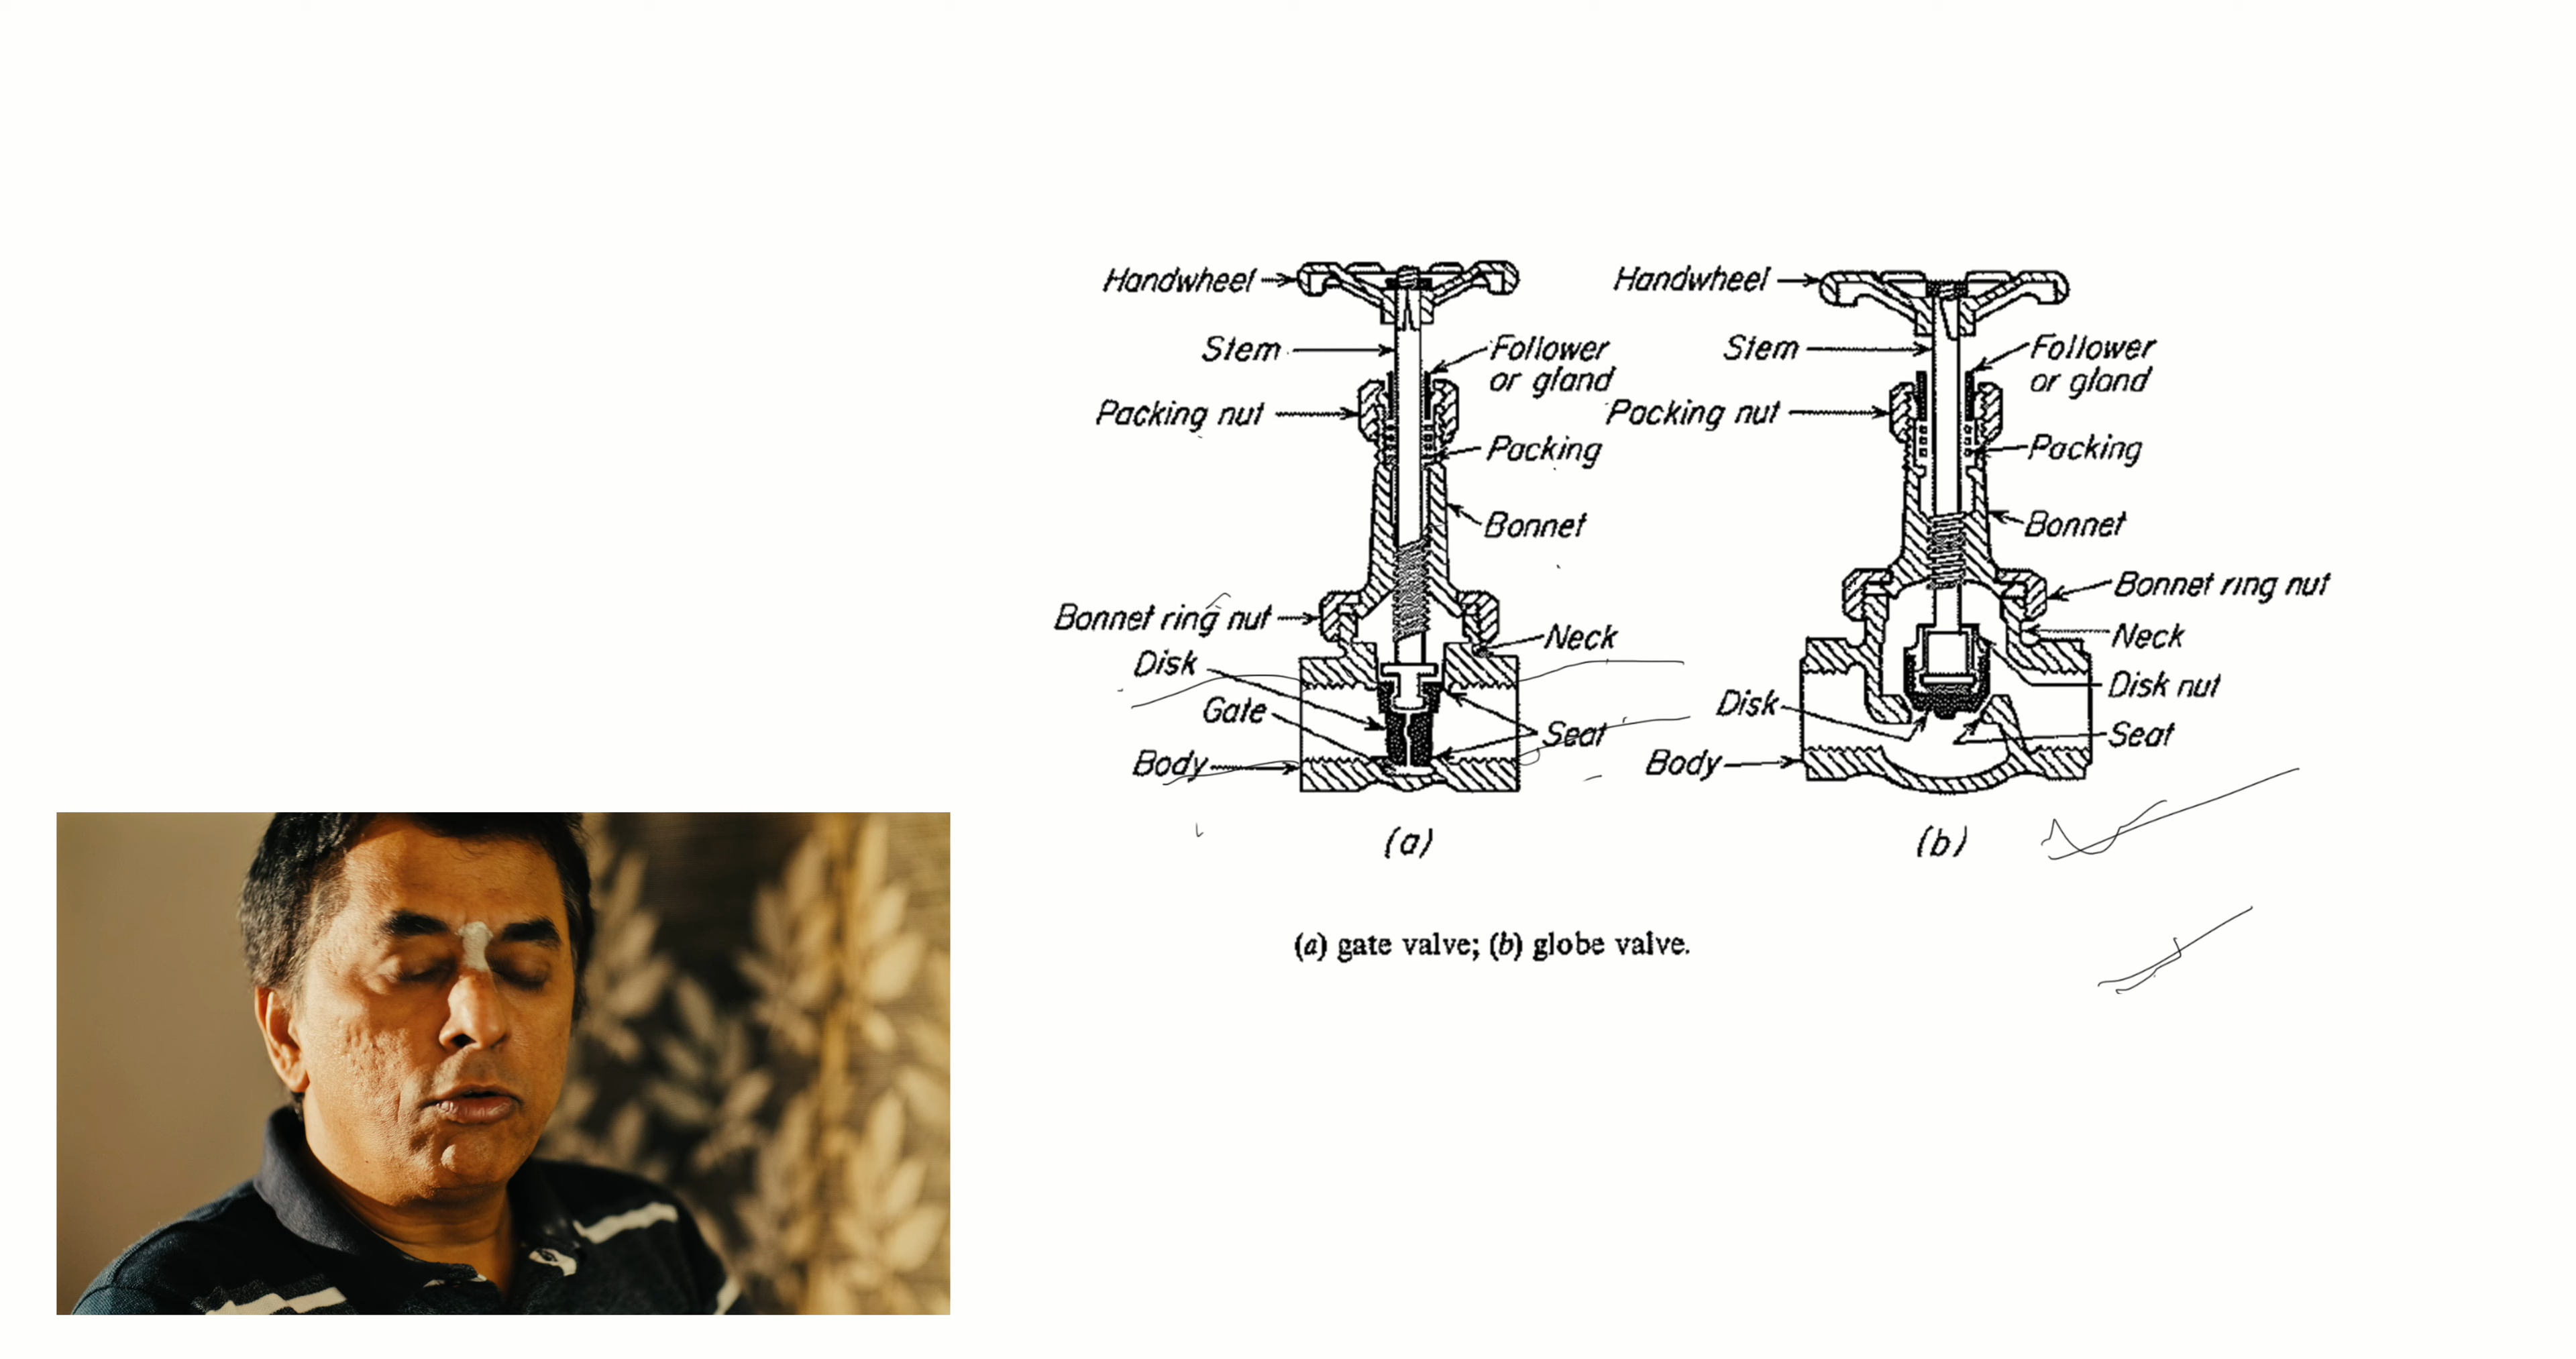 Handwheel
Stem
Follower
or gland
Packing nut
Packing
Bonnet
Bonnet ring nut
Neck
Disk
Gate
Seat
Body
(a)
Handwheel
Stem
Follower
or gland
Packing nut
Packing
Bonnet
Bonnet ring nut
Neck
Disk nut
Disk
Seat
Body
(b)
(a) gate valve; (b) globe valve.